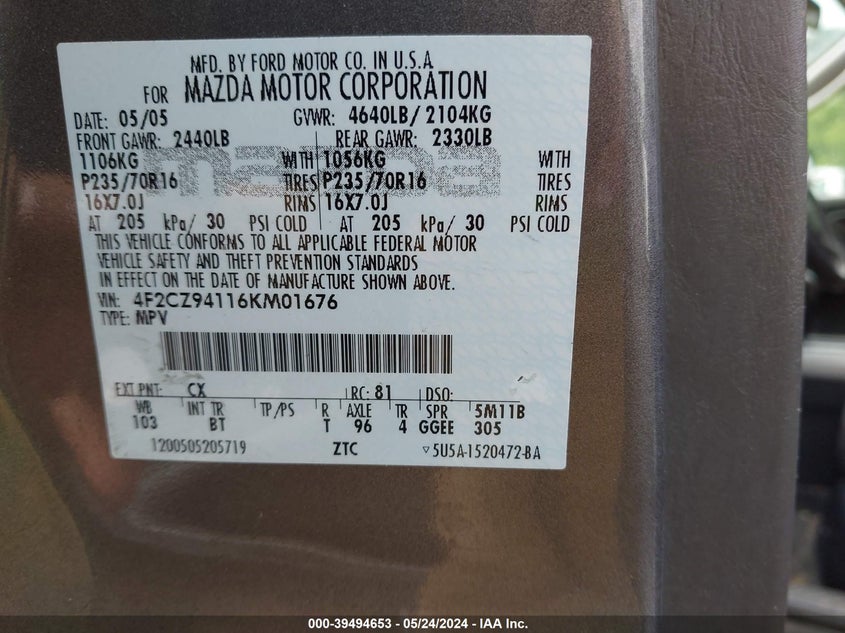 MFD. BY FORD MOTOR CO. IN U.S.A.
FOR MAZDA MOTOR CORPORATION
DATE: 05/05 GVWR: 4640LB/ 2104KG
FRONT GAWR: 2440LB REAR GAWR: 2330LB
1106KG WITH 1056KG WITH
mazda
P235/70R16 TIRES P235/70R16 TIRES
16X7.0J RIMS 16X7.0J RIMS
AT 205 kPa/ 30 PSI COLD AT 205 kPa/ 30 PSI COLD
THIS VEHICLE CONFORMS TO ALL APPLICABLE FEDERAL MOTOR
VEHICLE SAFETY AND THEFT PREVENTION STANDARDS
IN EFFECT ON THE DATE OF MANUFACTURE SHOWN ABOVE.
VIN: 4F2CZ94116KM01676
TYPE: MPV
EXT PNT: CX RC: 81 DSO:
WB INT TR TP/PS R AXLE TR SPR 5M11B
103 BT T 96 4 GGEE 305
1200505205719 ZTC ▽5U5A-1520472-BA
000-39494653 - 05/24/2024 - IAA Inc.